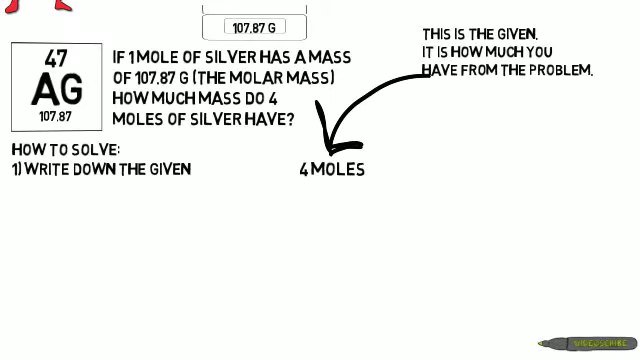 107.87 G
THIS IS THE GIVEN.
IT IS HOW MUCH YOU
HAVE FROM THE PROBLEM.
47
AG
107.87
IF 1 MOLE OF SILVER HAS A MASS
OF 107.87 G (THE MOLAR MASS)
HOW MUCH MASS DO 4
MOLES OF SILVER HAVE?
HOW TO SOLVE:
1) WRITE DOWN THE GIVEN
4 MOLES
VIDEOSCRIBE